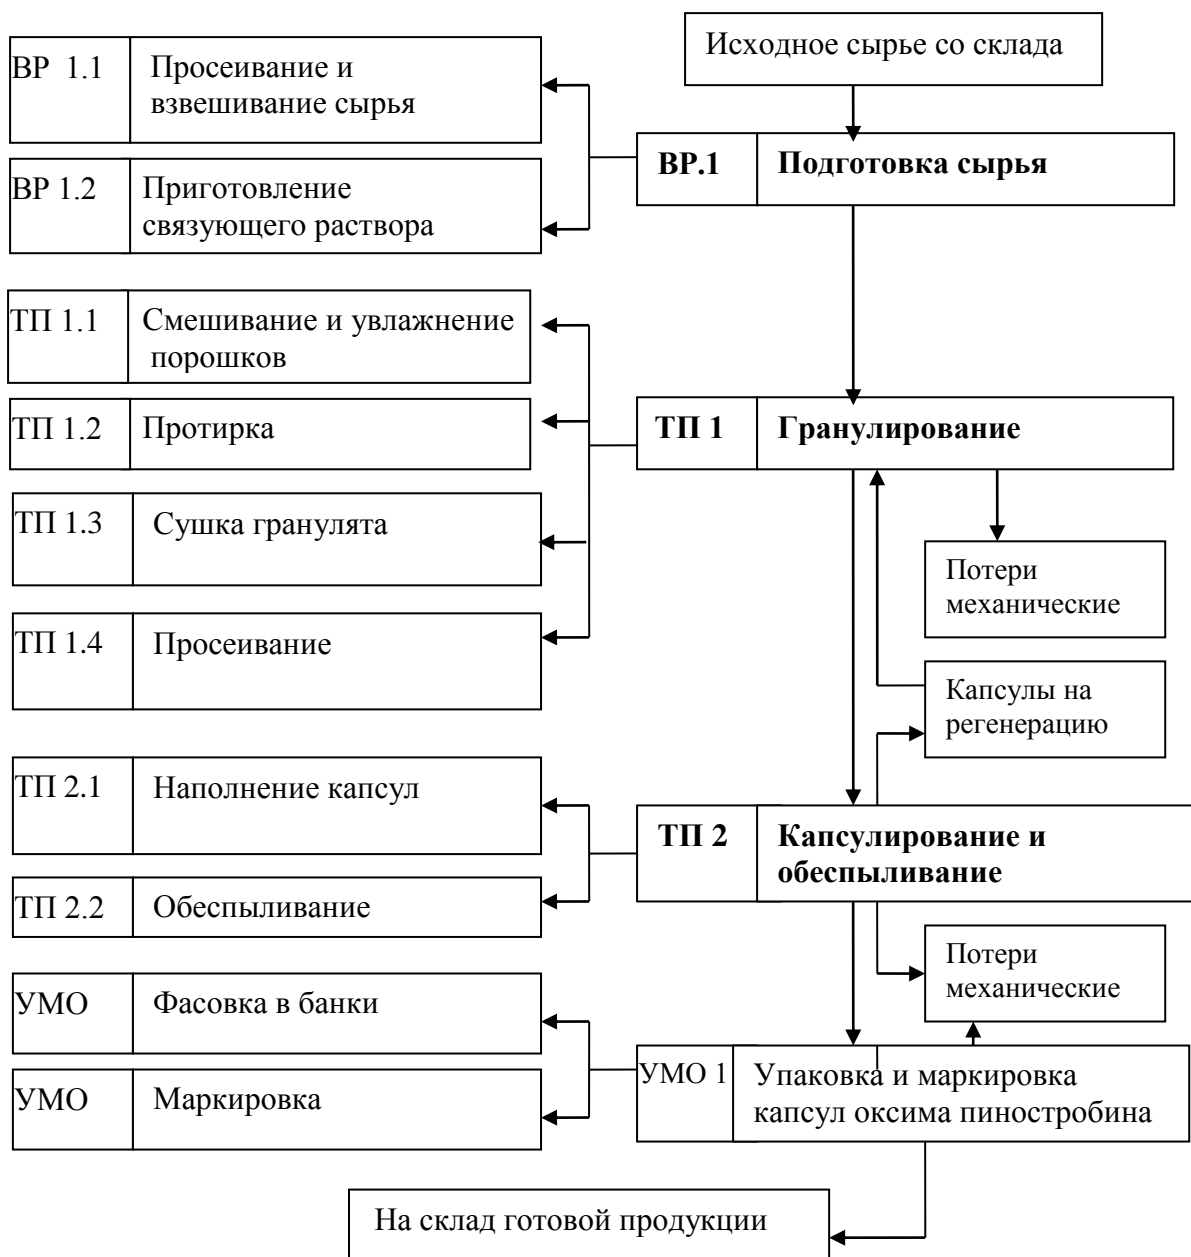 Исходное сырье со склада
ВР 1.1 Просеивание и
взвешивание сырья
ВР.1 Подготовка сырья
ВР 1.2 Приготовление
связующего раствора
ТП 1.1 Смешивание и увлажнение
порошков
ТП 1.2 Протирка
ТП 1 Гранулирование
ТП 1.3 Сушка гранулята
Потери
механические
ТП 1.4 Просеивание
Капсулы на
регенерацию
ТП 2.1 Наполнение капсул
ТП 2 Капсулирование и
обеспыливание
ТП 2.2 Обеспыливание
Потери
механические
УМО Фасовка в банки
УМО 1 Упаковка и маркировка
капсул оксима пиностробина
УМО Маркировка
На склад готовой продукции